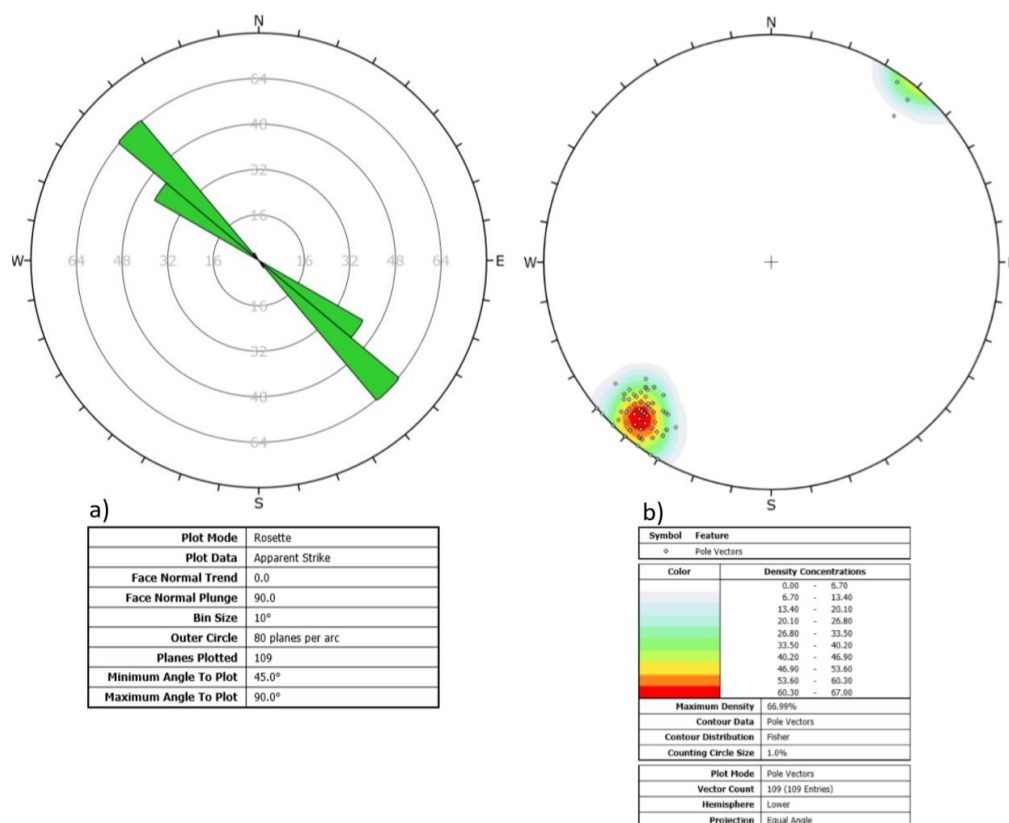 N
64
48
32
16
W 64 48 32 16 16 32 48 64 E
16
32
48
64
S
a)
Plot Mode Rosette
Plot Data Apparent Strike
Face Normal Trend 0.0
Face Normal Plunge 90.0
Bin Size 10°
Outer Circle 80 planes per arc
Planes Plotted 109
Minimum Angle To Plot 45.0°
Maximum Angle To Plot 90.0°
N
W
S
b)
Symbol Feature
Pole Vectors
Color Density Concentrations
0.00 - 6.70
6.70 - 13.40
13.40 - 20.10
20.10 - 26.80
26.80 - 33.50
33.50 - 40.20
40.20 - 46.90
46.90 - 53.60
53.60 - 60.30
60.30 - 67.00
Maximum Density 66.99%
Contour Data Pole Vectors
Contour Distribution Fisher
Counting Circle Size 1.0%
Plot Mode Pole Vectors
Vector Count 109 (109 Entries)
Hemisphere Lower
Projection Equal Angle